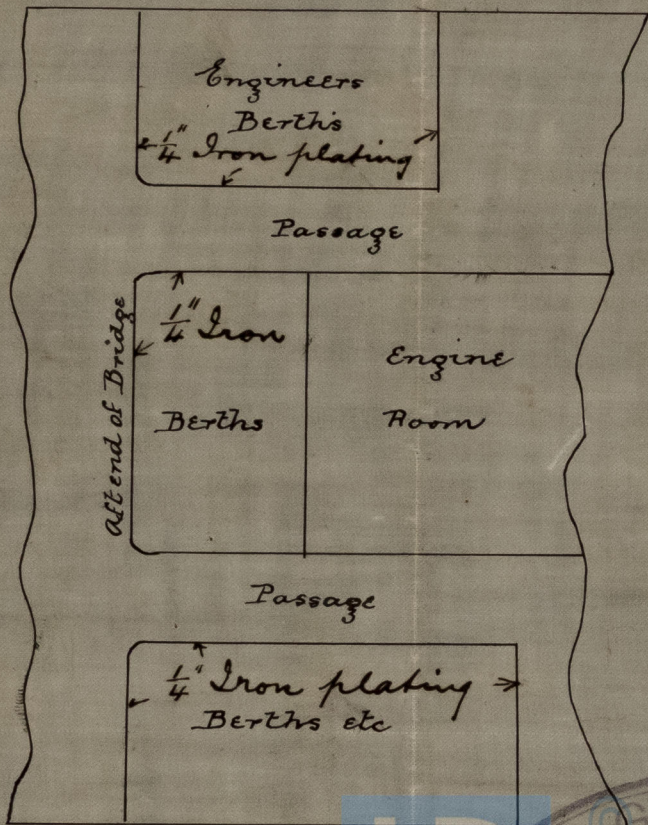 Engineers
Berths
1/4" Iron plating
Passage
1/4" Iron
Berths
Engine
Room
Aft end of Bridge
Passage
1/4" Iron plating
Berths etc